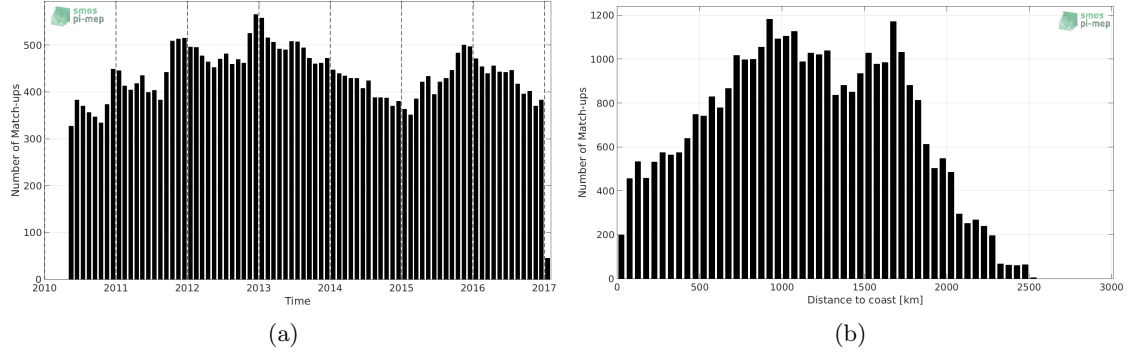 smos
pi-mep
Number of Match-ups
500
400
300
200
100
0
2010 2011 2012 2013 2014 2015 2016 2017
Time
(a)
smos
pi-mep
Number of Match-ups
1200
1000
800
600
400
200
0
0 500 1000 1500 2000 2500 3000
Distance to coast [km]
(b)